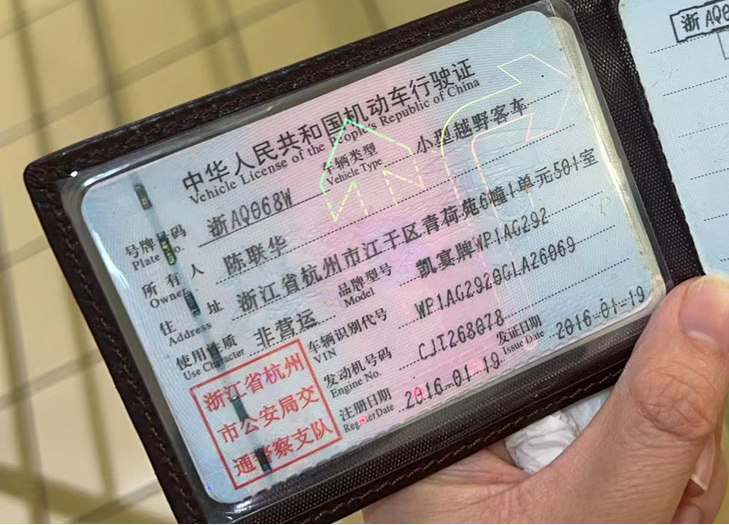 中华人民共和国机动车行驶证
Vehicle License of the People's Republic of China
号牌号码 浙AQ068W 车辆类型 小型越野客车
Plate No. Vehicle Type
所有人 陈联华
Owner
住址 浙江省杭州市江干区青荷苑6幢1单元501室
Address
使用性质 非营运 品牌型号 凯宴牌WP1AG292
Use Character Model
车辆识别代号 WP1AG2920GLA26069
VIN
发动机号码 CJT268078
Engine No.
注册日期 2016-01-19 发证日期 2016-01-19
Register Date Issue Date
浙江省杭州
市公安局交
通警察支队